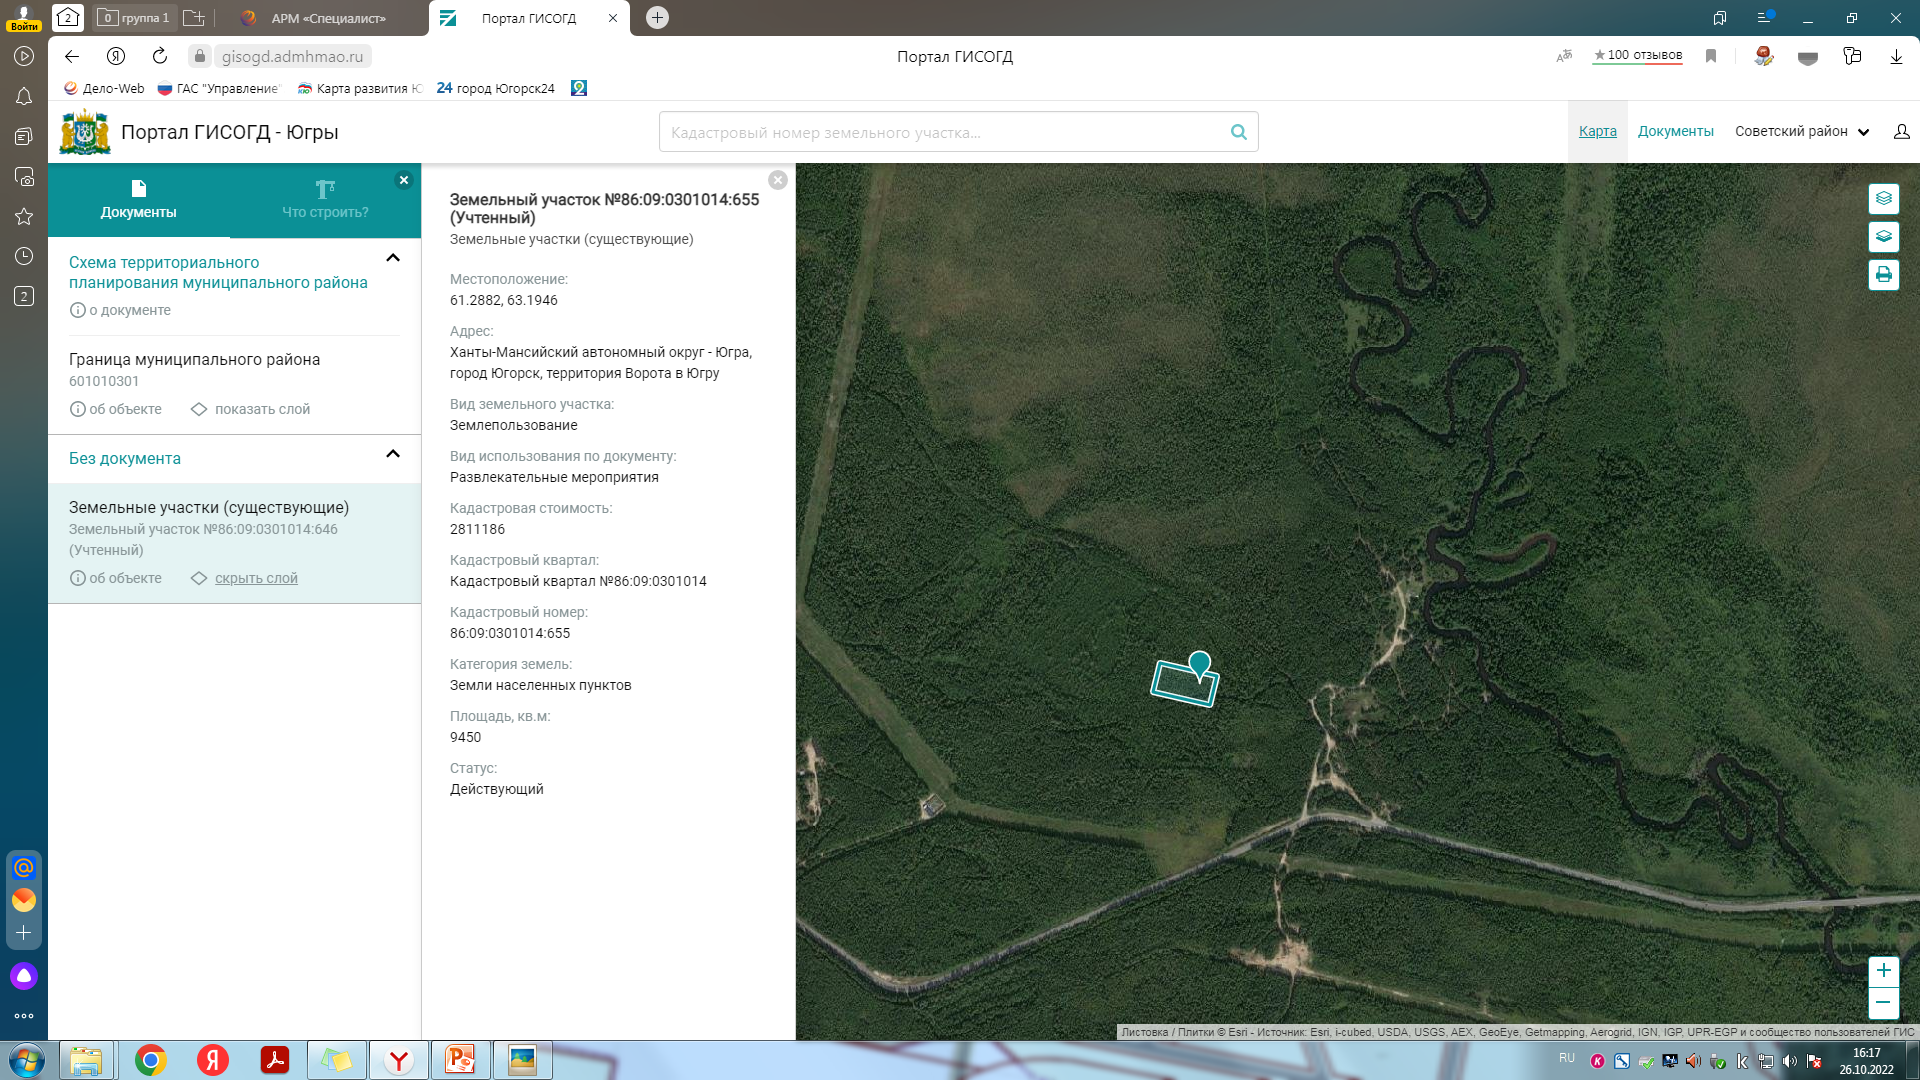 Войти
2
0
группа 1
АРМ «Специалист»
Портал ГИСОГД
gisogd.admhmao.ru
Портал ГИСОГД
★100 отзывов
Дело-Web
ГАС "Управление"
Карта развития Ю
24 город Югорск24
Портал ГИСОГД - Югры
Кадастровый номер земельного участка...
Карта
Документы
Советский район
2
Документы
Что строить?
Схема территориального
планирования муниципального района
о документе
Граница муниципального района
601010301
об объекте
показать слой
Без документа
Земельные участки (существующие)
Земельный участок №86:09:0301014:646
(Учтенный)
об объекте
скрыть слой
Земельный участок №86:09:0301014:655
(Учтенный)
Земельные участки (существующие)
Местоположение:
61.2882, 63.1946
Адрес:
Ханты-Мансийский автономный округ - Югра,
город Югорск, территория Ворота в Югру
Вид земельного участка:
Землепользование
Вид использования по документу:
Развлекательные мероприятия
Кадастровая стоимость:
2811186
Кадастровый квартал:
Кадастровый квартал №86:09:0301014
Кадастровый номер:
86:09:0301014:655
Категория земель:
Земли населенных пунктов
Площадь, кв.м:
9450
Статус:
Действующий
+
−
Листовка / Плитки © Esri - Источник: Esri, i-cubed, USDA, USGS, AEX, GeoEye, Getmapping, Aerogrid, IGN, IGP, UPR-EGP и сообщество пользователей ГИС
RU
16:17
26.10.2022